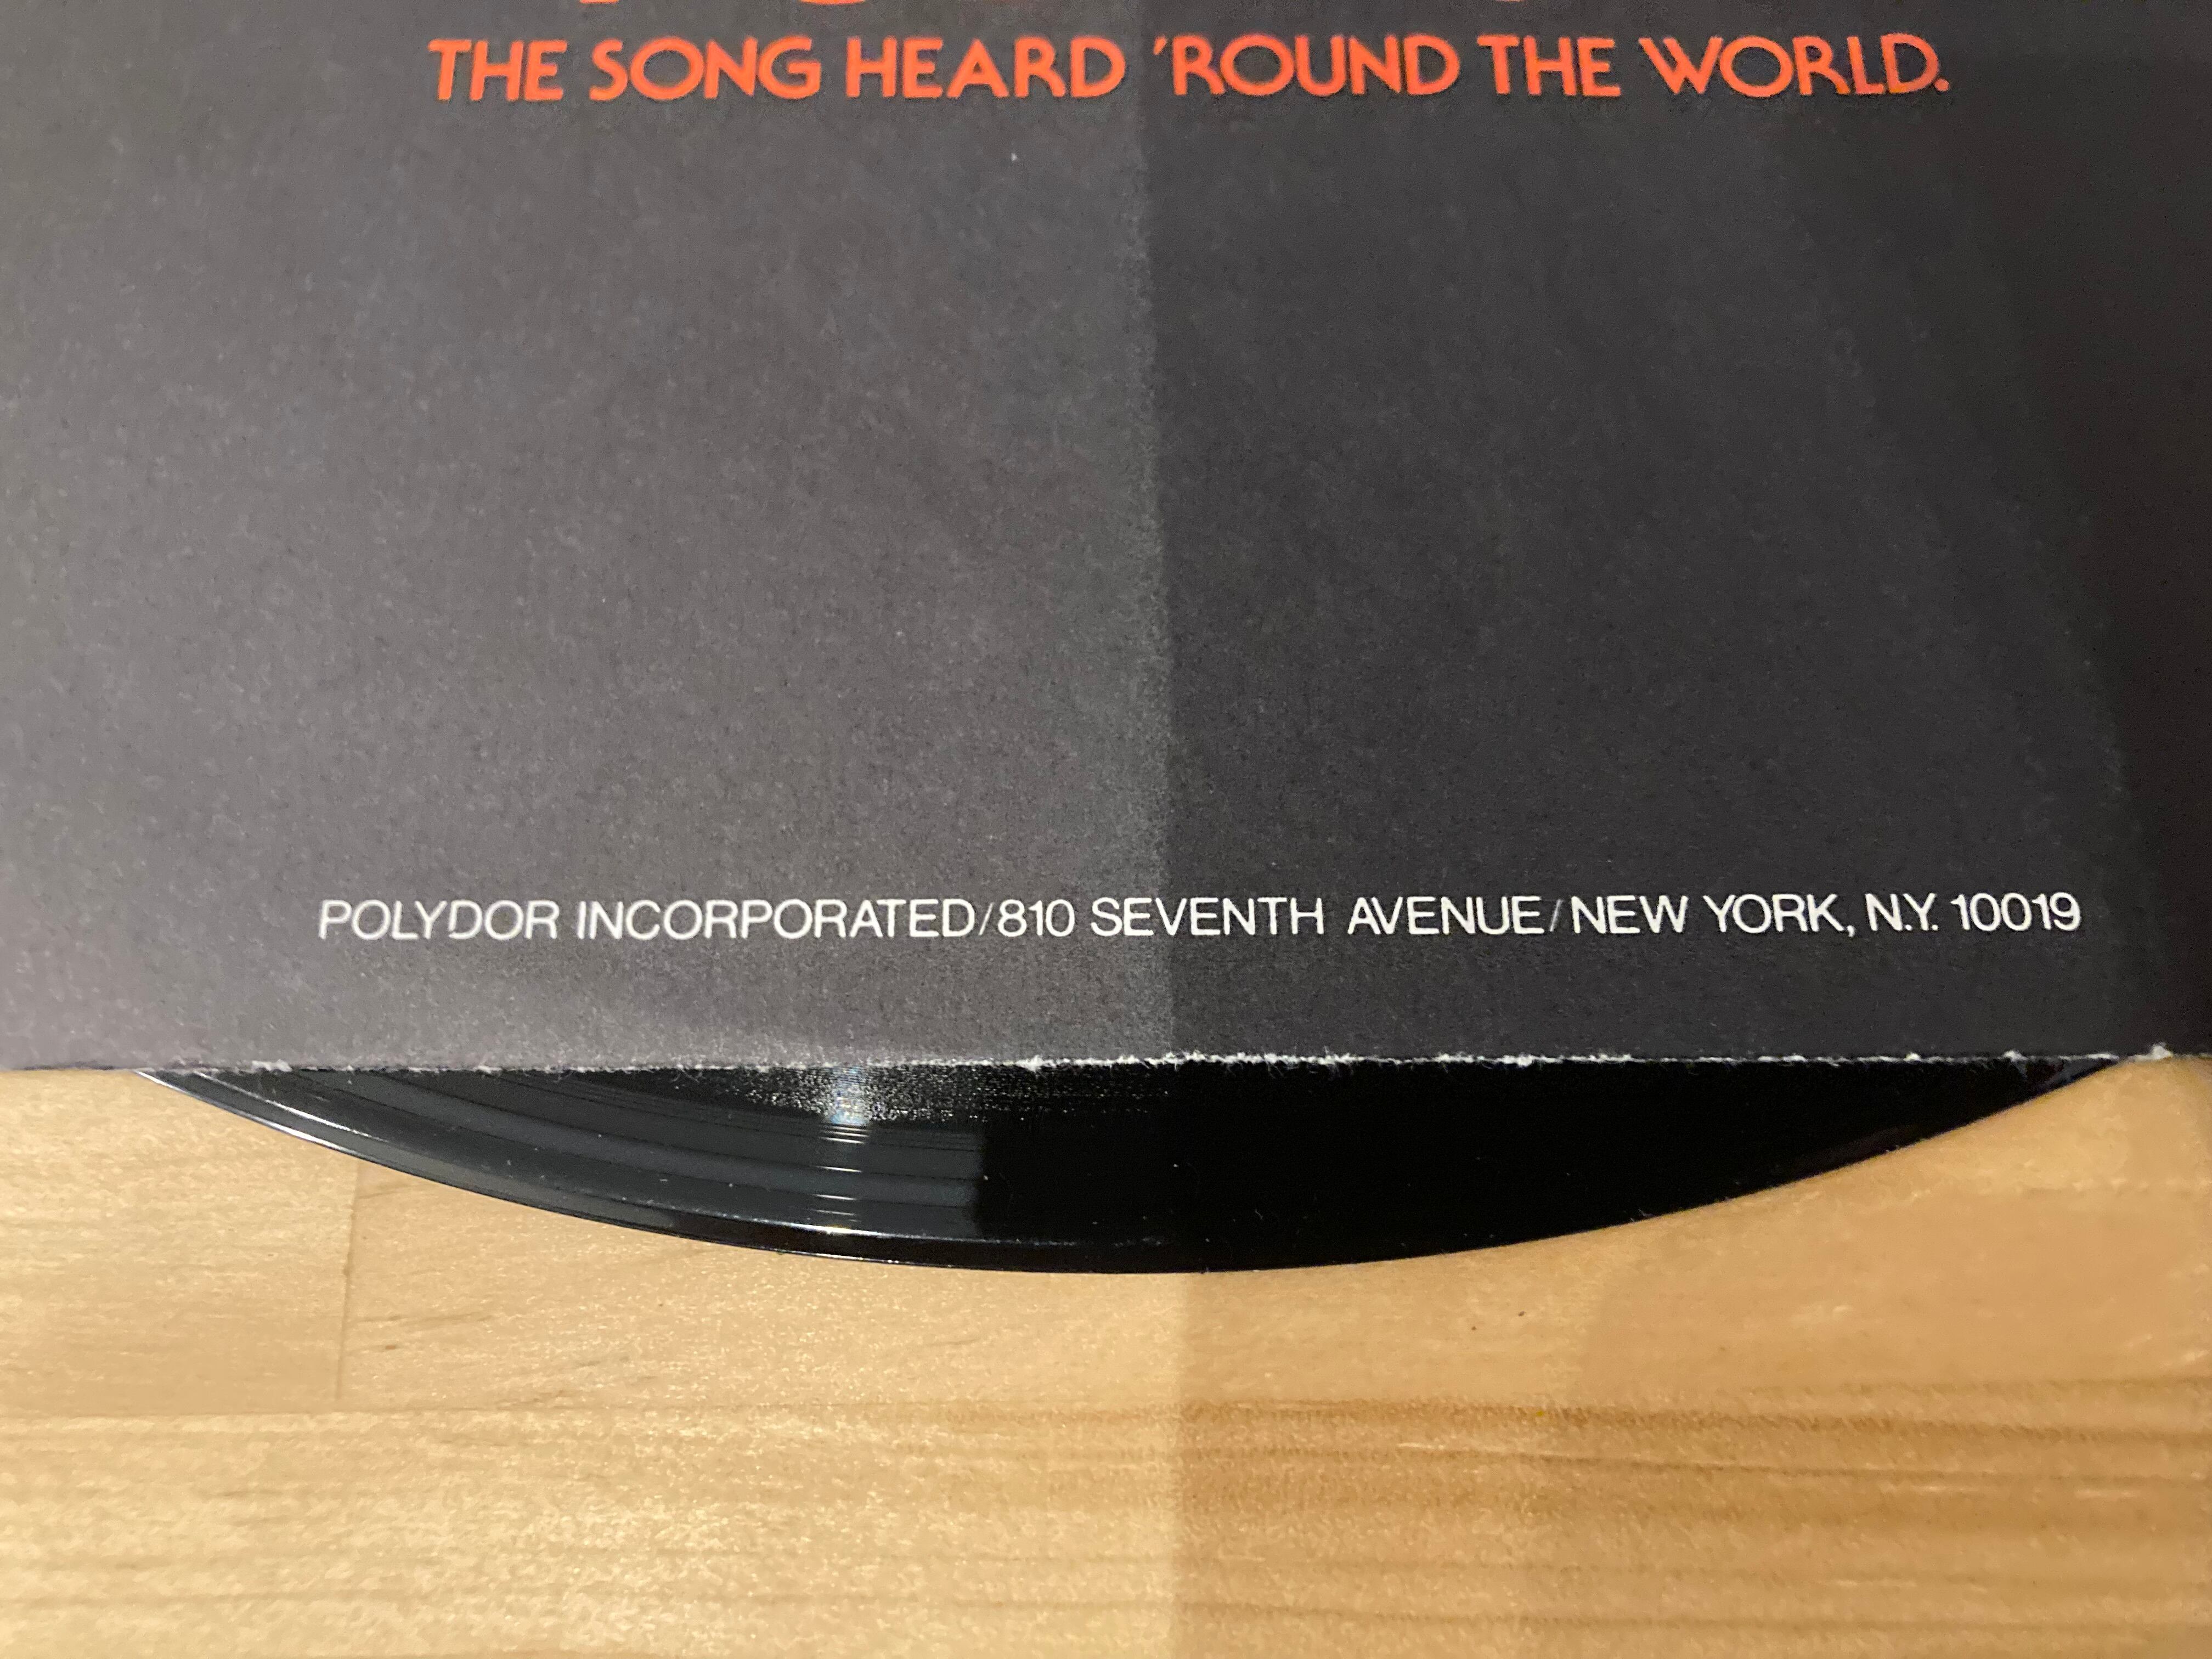 THE SONG HEARD 'ROUND THE WORLD.
POLYDOR INCORPORATED/810 SEVENTH AVENUE/NEW YORK, N.Y. 10019